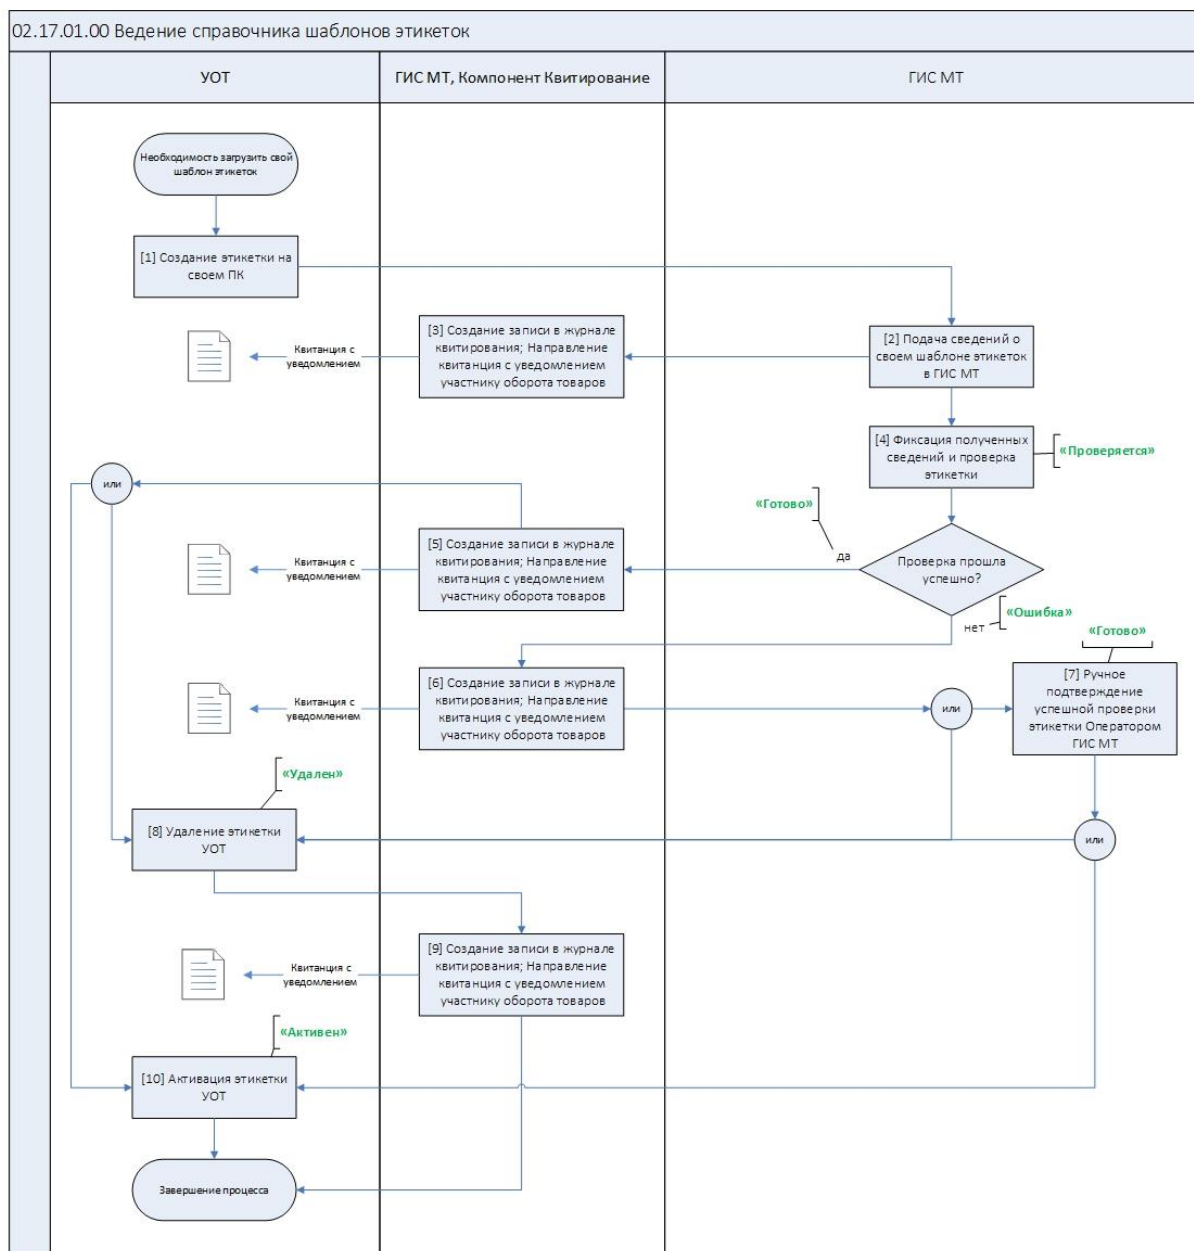 02.17.01.00 Ведение справочника шаблонов этикеток
УОТ
ГИС МТ, Компонент Квитирование
ГИС МТ
Необходимость загрузить свой
шаблон этикеток
[1] Создание этикетки на
своем ПК
[2] Подача сведений о
своем шаблоне этикеток
в ГИС МТ
[3] Создание записи в журнале
квитирования; Направление
квитанция с уведомлением
участнику оборота товаров
Квитанция с
уведомлением
[4] Фиксация полученных
сведений и проверка
этикетки
«Проверяется»
или
«Готово»
да
Проверка прошла
успешно?
[5] Создание записи в журнале
квитирования; Направление
квитанция с уведомлением
участнику оборота товаров
Квитанция с
уведомлением
нет
«Ошибка»
«Готово»
[6] Создание записи в журнале
квитирования; Направление
квитанция с уведомлением
участнику оборота товаров
Квитанция с
уведомлением
или
[7] Ручное
подтверждение
успешной проверки
этикетки Оператором
ГИС МТ
«Удален»
[8] Удаление этикетки
УОТ
или
[9] Создание записи в журнале
квитирования; Направление
квитанция с уведомлением
участнику оборота товаров
Квитанция с
уведомлением
«Активен»
[10] Активация этикетки
УОТ
Завершение процесса